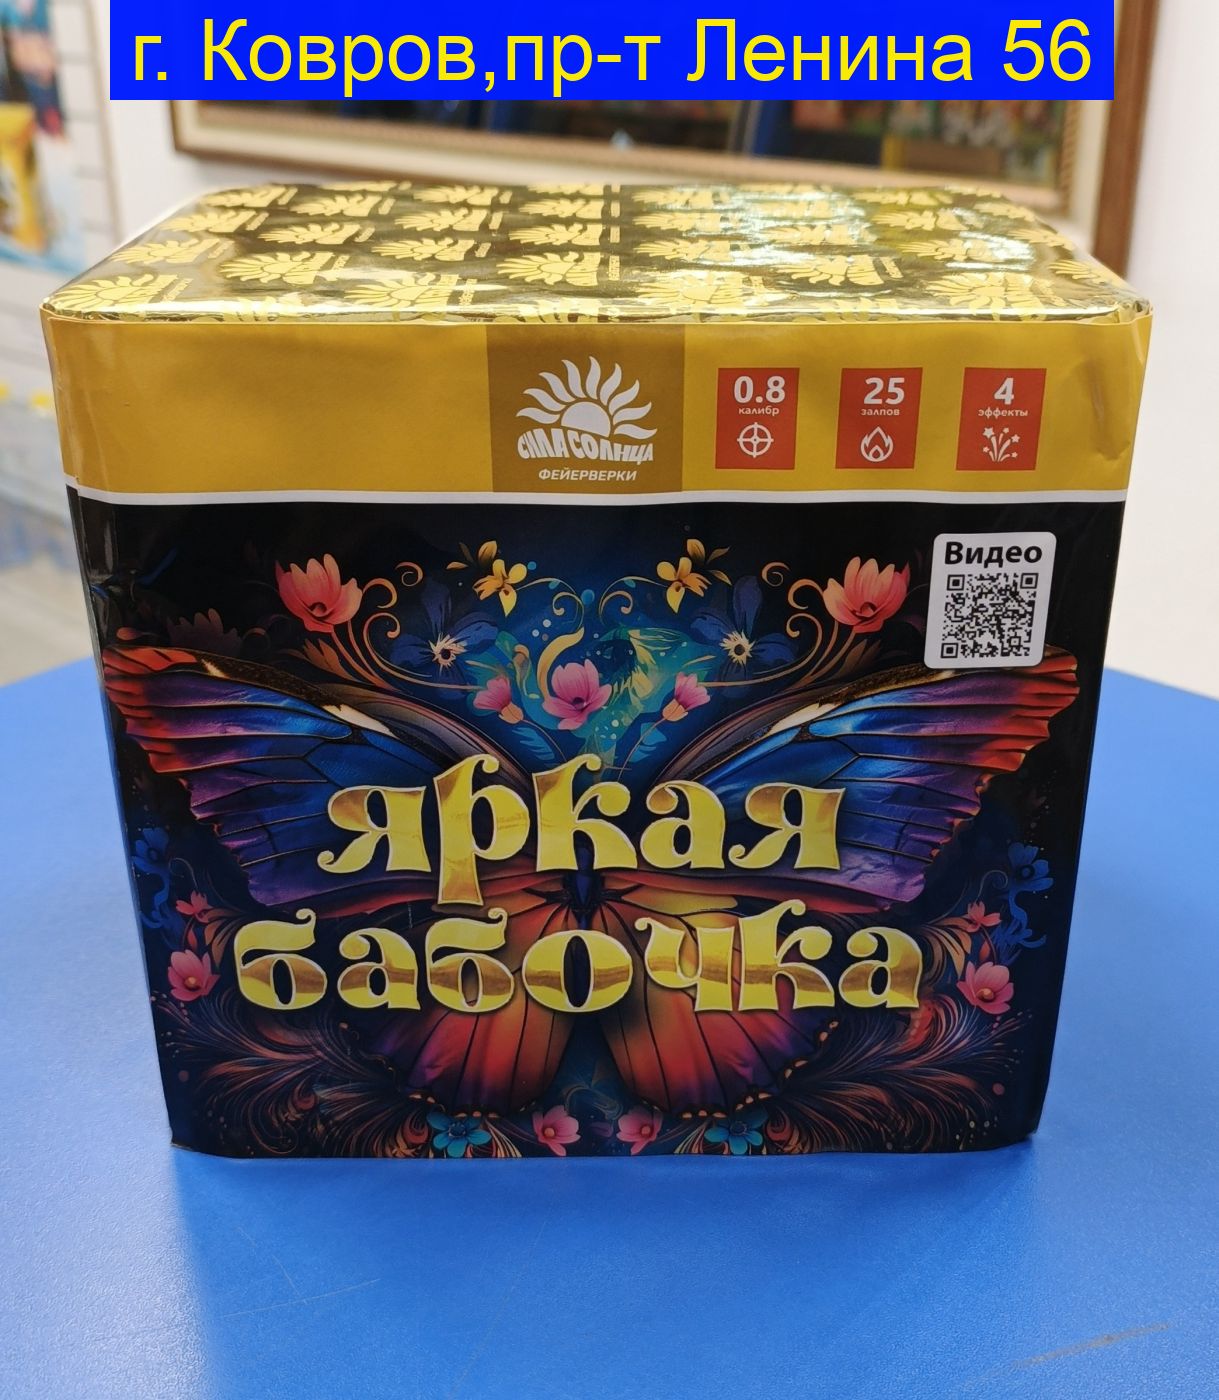 г. Ковров,пр-т Ленина 56
СИЛА СОЛНЦА
ФЕЙЕРВЕРКИ
0.8
калибр
25
залпов
4
эффекты
Видео
яркая
бабочка